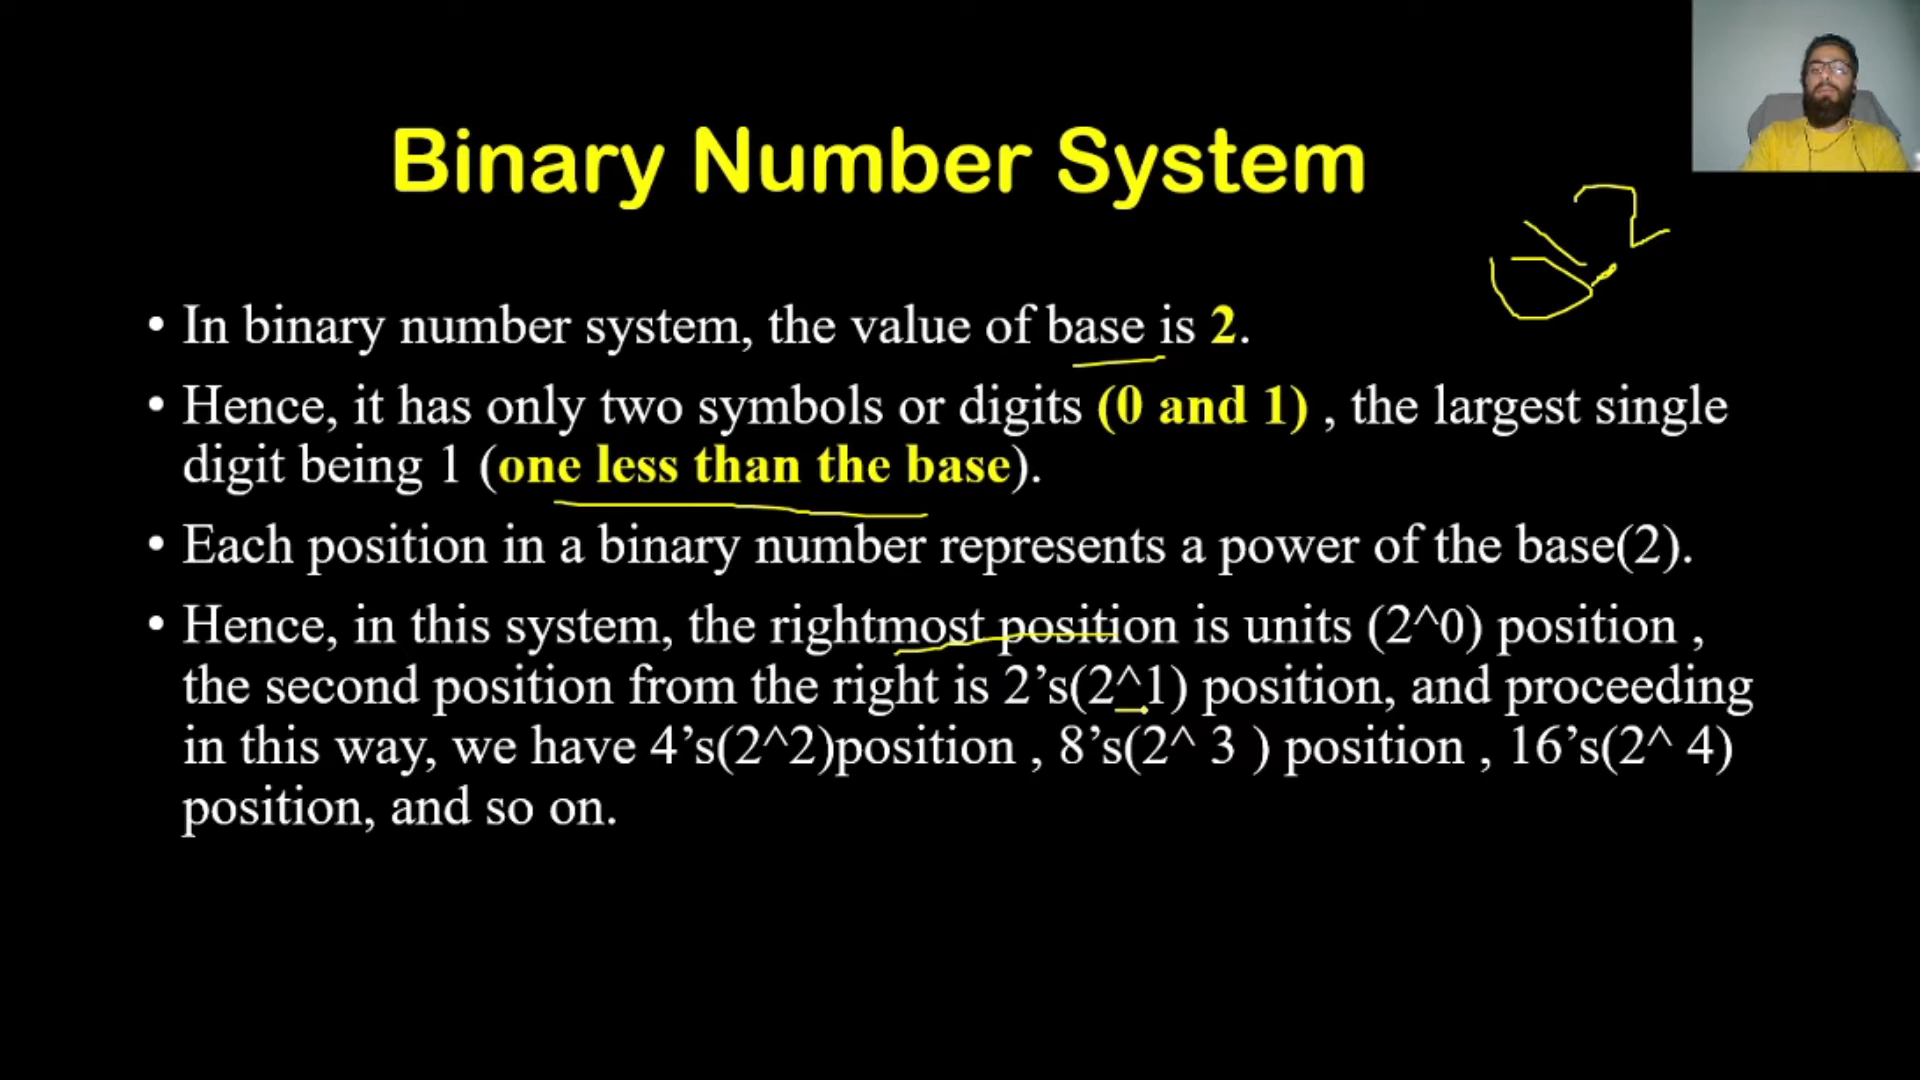 Binary Number System
• In binary number system, the value of base is 2.
• Hence, it has only two symbols or digits (0 and 1) , the largest single
digit being 1 (one less than the base).
• Each position in a binary number represents a power of the base(2).
• Hence, in this system, the rightmost position is units (2^0) position ,
the second position from the right is 2’s(2^1) position, and proceeding
in this way, we have 4’s(2^2)position , 8’s(2^ 3 ) position , 16’s(2^ 4)
position, and so on.